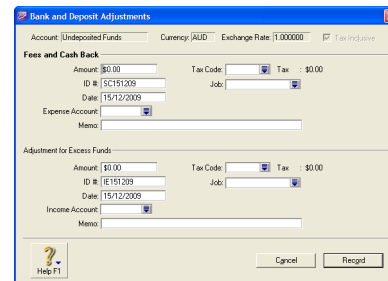 Bank and Deposit Adjustments
Account: Undeposited Funds Currency: AUD Exchange Rate: 1.000000 Tax Inclusive
Fees and Cash Back
Amount: $0.00 Tax Code: Tax : $0.00
ID #: SC151209 Job:
Date: 15/12/2009
Expense Account:
Memo:
Adjustment for Excess Funds
Amount: $0.00 Tax Code: Tax : $0.00
ID #: IE151209 Job:
Date: 15/12/2009
Income Account:
Memo:
Help F1 Cancel Record